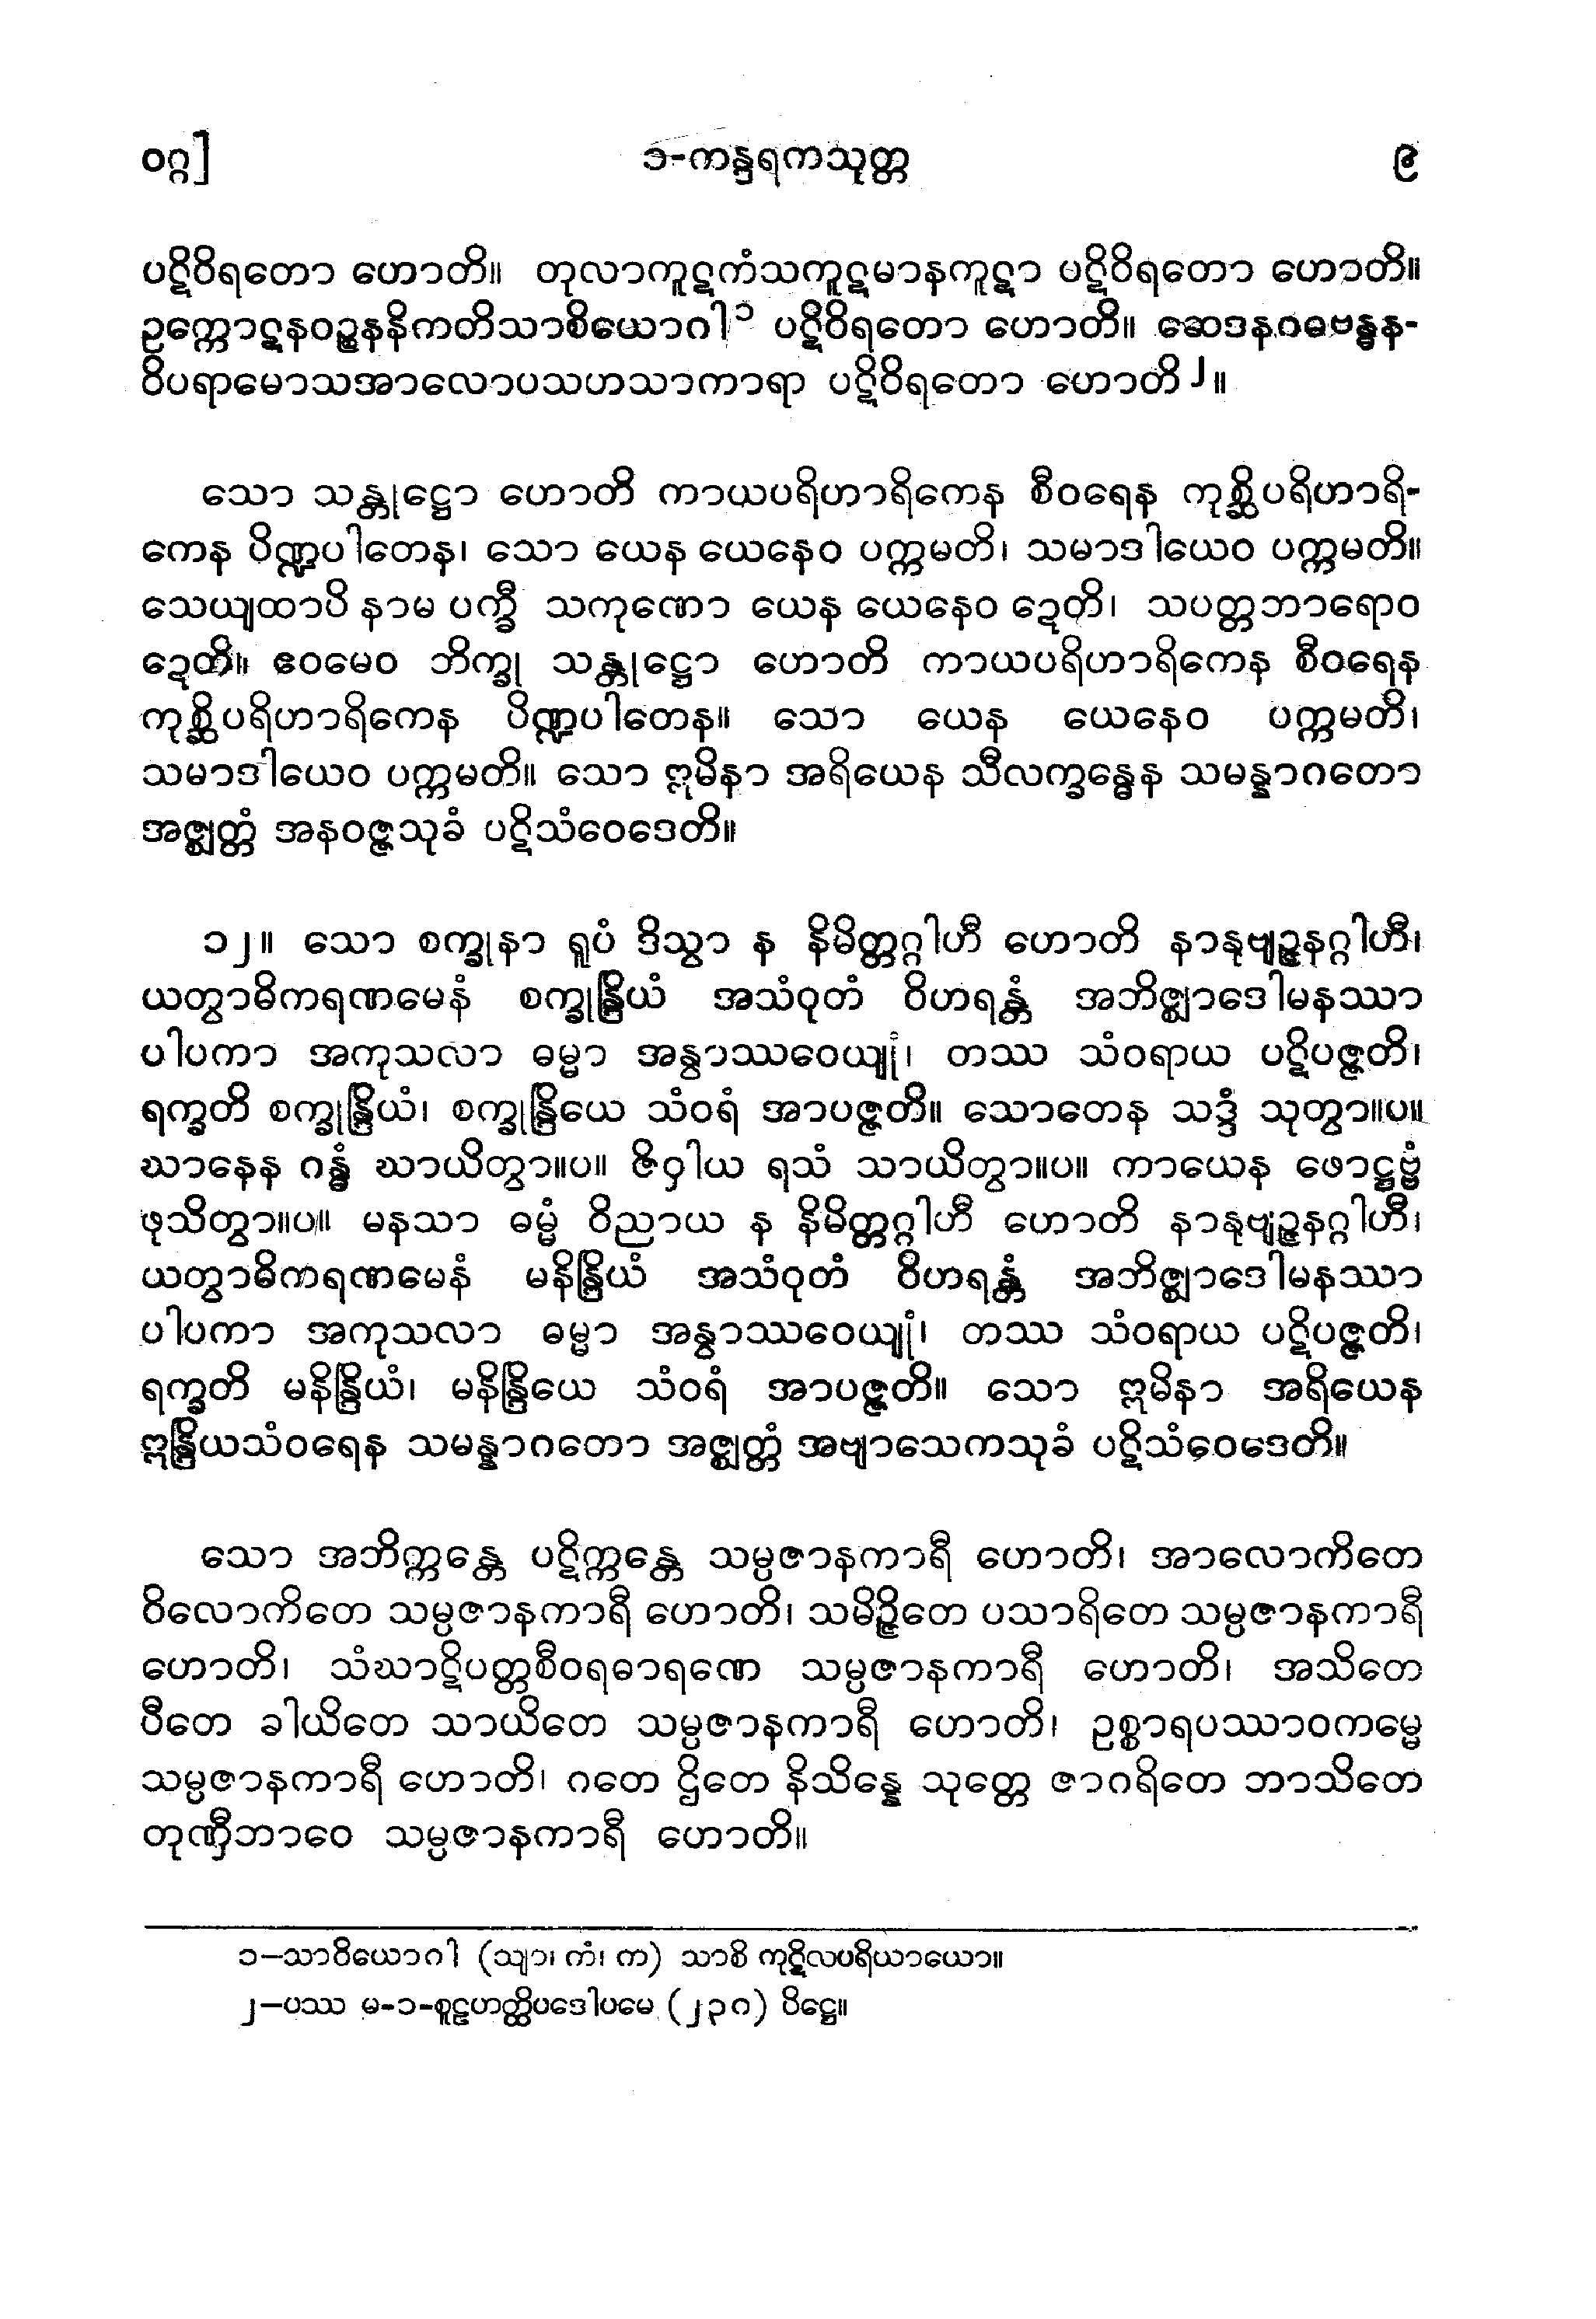 ဝဂ္ဂ]
၁-ကန္ဒရကသုတ္တ
၉
ပဋိဝိရတော ဟောတိ။ တုလာကူဋကံသကူဋမာနကူဋာ ပဋိဝိရတော ဟောတိ။
ဥက္ကောဋနဝဉ္စနနိကတိသာစိယောဂါ၁ ပဋိဝိရတော ဟောတိ။ ဆေဒနဝဓဗန္ဓန-
ဝိပရာမောသအာလောပသဟသာကာရာ ပဋိဝိရတော ဟောတိ၂။
သော သန္တုဋ္ဌော ဟောတိ ကာယပရိဟာရိကေန စီဝရေန ကုစ္ဆိပရိဟာရိ-
ကေန ပိဏ္ဍပါတေန၊ သော ယေန ယေနေဝ ပက္ကမတိ၊ သမာဒါယေဝ ပက္ကမတိ။
သေယျထာပိ နာမ ပက္ခီ သကုဏော ယေန ယေနေဝ ဍေတိ၊ သပတ္တဘာရောဝ
ဍေတိ။ ဧဝမေဝ ဘိက္ခု သန္တုဋ္ဌော ဟောတိ ကာယပရိဟာရိကေန စီဝရေန
ကုစ္ဆိပရိဟာရိကေန ပိဏ္ဍပါတေန။ သော ယေန ယေနေဝ ပက္ကမတိ၊
သမာဒါယေဝ ပက္ကမတိ။ သော ဣမိနာ အရိယေန သီလက္ခန္ဓေန သမန္နာဂတော
အဇ္ဈတ္တံ အနဝဇ္ဇသုခံ ပဋိသံဝေဒေတိ။
၁၂။ သော စက္ခုနာ ရူပံ ဒိသွာ န နိမိတ္တဂ္ဂါဟီ ဟောတိ နာနုဗျဉ္ဇနဂ္ဂါဟီ၊
ယတွာဓိကရဏမေနံ စက္ခုန္ဒြိယံ အသံဝုတံ ဝိဟရန္တံ အဘိဇ္ဈာဒေါမနဿာ
ပါပကာ အကုသလာ ဓမ္မာ အနွာဿဝေယျုံ၊ တဿ သံဝရာယ ပဋိပဇ္ဇတိ၊
ရက္ခတိ စက္ခုန္ဒြိယံ၊ စက္ခုန္ဒြိယေ သံဝရံ အာပဇ္ဇတိ။ သောတေန သဒ္ဒံ သုတွာ။ပ။
ဃာနေန ဂန္ဓံ ဃာယိတွာ။ပ။ ဇိဝှါယ ရသံ သာယိတွာ။ပ။ ကာယေန ဖောဋ္ဌဗ္ဗံ
ဖုသိတွာ။ပ။ မနသာ ဓမ္မံ ဝိညာယ န နိမိတ္တဂ္ဂါဟီ ဟောတိ နာနုဗျဉ္ဇနဂ္ဂါဟီ၊
ယတွာဓိကရဏမေနံ မနိန္ဒြိယံ အသံဝုတံ ဝိဟရန္တံ အဘိဇ္ဈာဒေါမနဿာ
ပါပကာ အကုသလာ ဓမ္မာ အနွာဿဝေယျုံ၊ တဿ သံဝရာယ ပဋိပဇ္ဇတိ၊
ရက္ခတိ မနိန္ဒြိယံ၊ မနိန္ဒြိယေ သံဝရံ အာပဇ္ဇတိ။ သော ဣမိနာ အရိယေန
ဣန္ဒြိယသံဝရေန သမန္နာဂတော အဇ္ဈတ္တံ အဗျာသေကသုခံ ပဋိသံဝေဒေတိ။
သော အဘိက္ကန္တေ ပဋိက္ကန္တေ သမ္ပဇာနကာရီ ဟောတိ၊ အာလောကိတေ
ဝိလောကိတေ သမ္ပဇာနကာရီ ဟောတိ၊ သမိဉ္ဇိတေ ပသာရိတေ သမ္ပဇာနကာရီ
ဟောတိ၊ သံဃာဋိပတ္တစီဝရဓာရဏေ သမ္ပဇာနကာရီ ဟောတိ၊ အသိတေ
ပီတေ ခါယိတေ သာယိတေ သမ္ပဇာနကာရီ ဟောတိ၊ ဥစ္စာရပဿာဝကမ္မေ
သမ္ပဇာနကာရီ ဟောတိ၊ ဂတေ ဌိတေ နိသိန္နေ သုတ္တေ ဇာဂရိတေ ဘာသိတေ
တုဏှီဘာဝေ သမ္ပဇာနကာရီ ဟောတိ။
၁–သာဝိယောဂါ (သျာ၊ ကံ၊ က) သာစိ ကုဋိလပရိယာယော။
၂–ပဿ မ-၁-စူဠဟတ္ထိပဒေါပမေ (၂၃၈) ပိဋ္ဌေ။